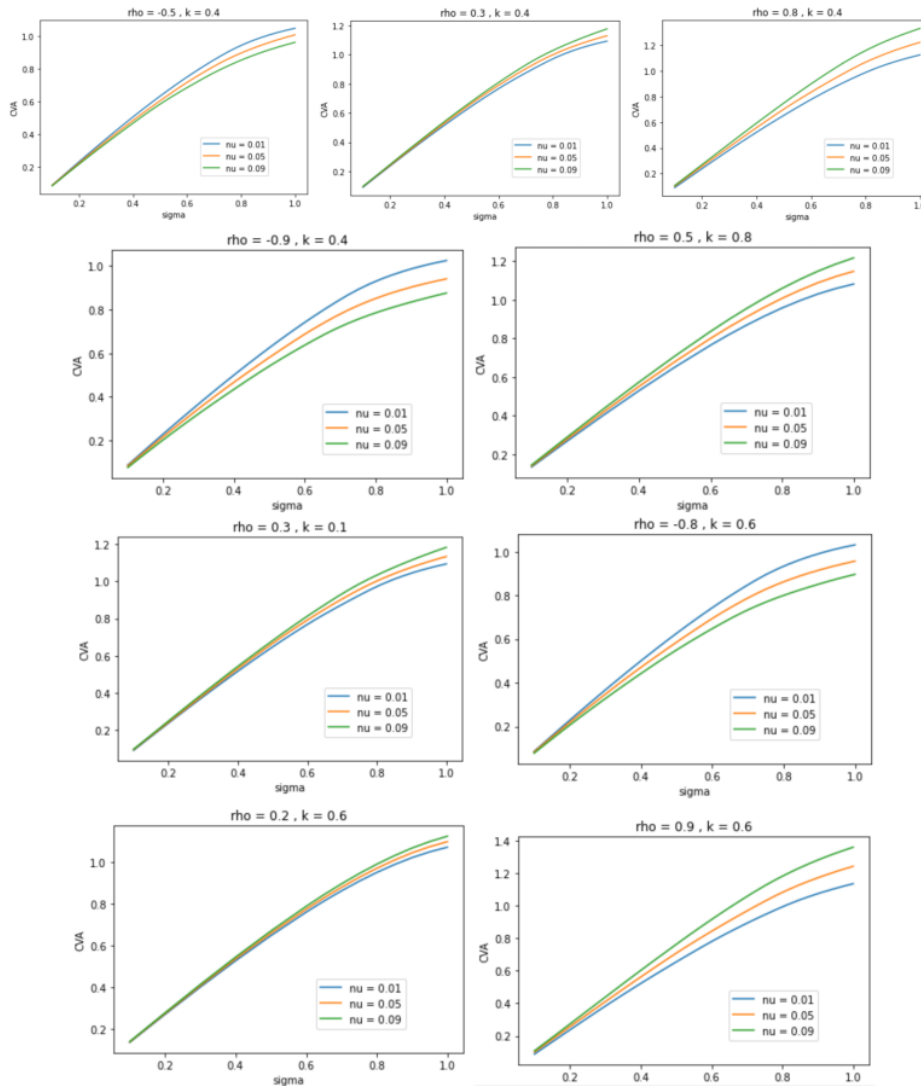 rho = -0.5 , k = 0.4
1.0
0.8
0.6
0.4
0.2
CVA
nu = 0.01
nu = 0.05
nu = 0.09
0.2 0.4 0.6 0.8 1.0
sigma
rho = 0.3 , k = 0.4
1.2
1.0
0.8
0.6
0.4
0.2
CVA
nu = 0.01
nu = 0.05
nu = 0.09
0.2 0.4 0.6 0.8 1.0
sigma
rho = 0.8 , k = 0.4
1.2
1.0
0.8
0.6
0.4
0.2
0.0
CVA
nu = 0.01
nu = 0.05
nu = 0.09
0.2 0.4 0.6 0.8 1.0
sigma
rho = -0.9 , k = 0.4
1.0
0.8
0.6
0.4
0.2
CVA
nu = 0.01
nu = 0.05
nu = 0.09
0.2 0.4 0.6 0.8 1.0
sigma
rho = 0.5 , k = 0.8
1.2
1.0
0.8
0.6
0.4
0.2
CVA
nu = 0.01
nu = 0.05
nu = 0.09
0.2 0.4 0.6 0.8 1.0
sigma
rho = 0.3 , k = 0.1
1.2
1.0
0.8
0.6
0.4
0.2
CVA
nu = 0.01
nu = 0.05
nu = 0.09
0.2 0.4 0.6 0.8 1.0
sigma
rho = -0.8 , k = 0.6
1.0
0.8
0.6
0.4
0.2
CVA
nu = 0.01
nu = 0.05
nu = 0.09
0.2 0.4 0.6 0.8 1.0
sigma
rho = 0.2 , k = 0.6
1.0
0.8
0.6
0.4
0.2
CVA
nu = 0.01
nu = 0.05
nu = 0.09
0.2 0.4 0.6 0.8 1.0
sigma
rho = 0.9 , k = 0.6
1.4
1.2
1.0
0.8
0.6
0.4
0.2
CVA
nu = 0.01
nu = 0.05
nu = 0.09
0.2 0.4 0.6 0.8 1.0